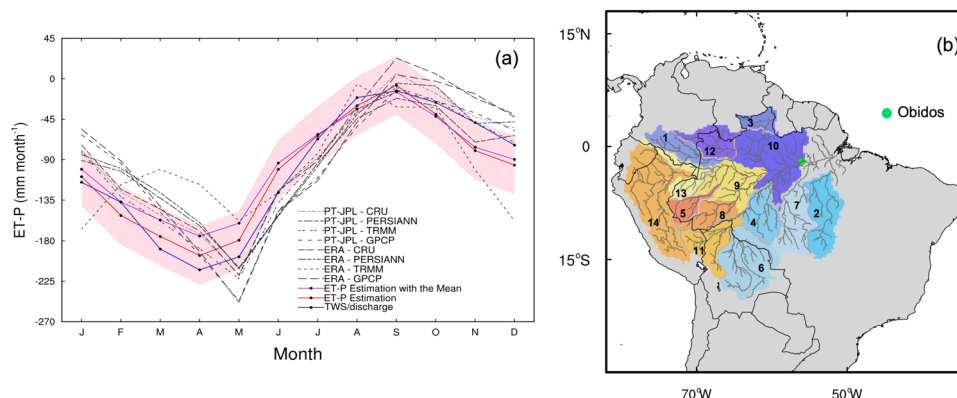 (a)
J F M A M J J A S O N D
45
0
-45
-90
-135
-180
-225
-270
ET-P (mm month-1)
PT-JPL - CRU
PT-JPL - PERSIANN
PT-JPL - TRMM
PT-JPL - GPCP
ERA - CRU
ERA - PERSIANN
ERA - TRMM
ERA - GPCP
ET-P Estimation with the Mean
ET-P Estimation
TWS/discharge
J F M A M J J A S O N D
Month
(b)
15°N
0
15°S
Obidos
3
1
12
10
13
9
5
8
14
4
7
2
11
6
70°W
50°W